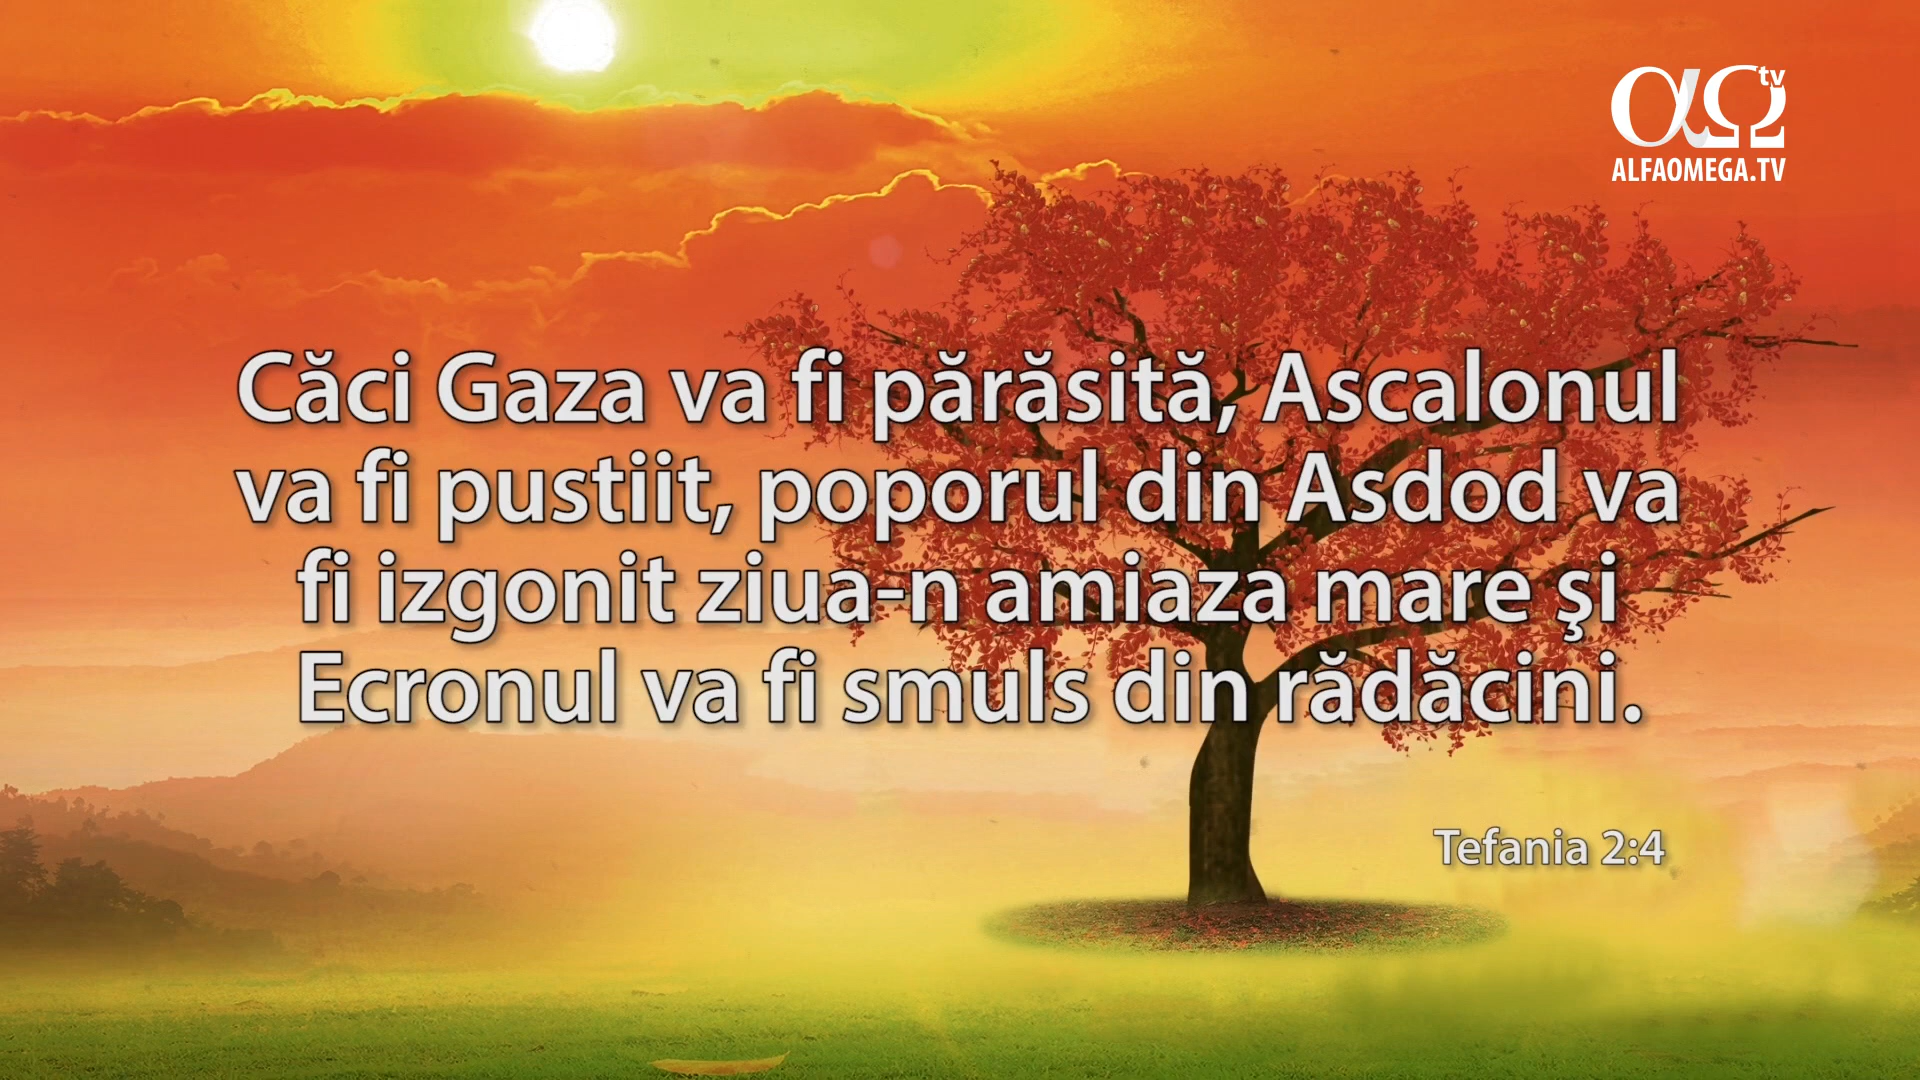 tv
ALFAOMEGA.TV
Căci Gaza va fi părăsită, Ascalonul
va fi pustiit, poporul din Asdod va
fi izgonit ziua-n amiaza mare şi
Ecronul va fi smuls din rădăcini.
Tefania 2:4